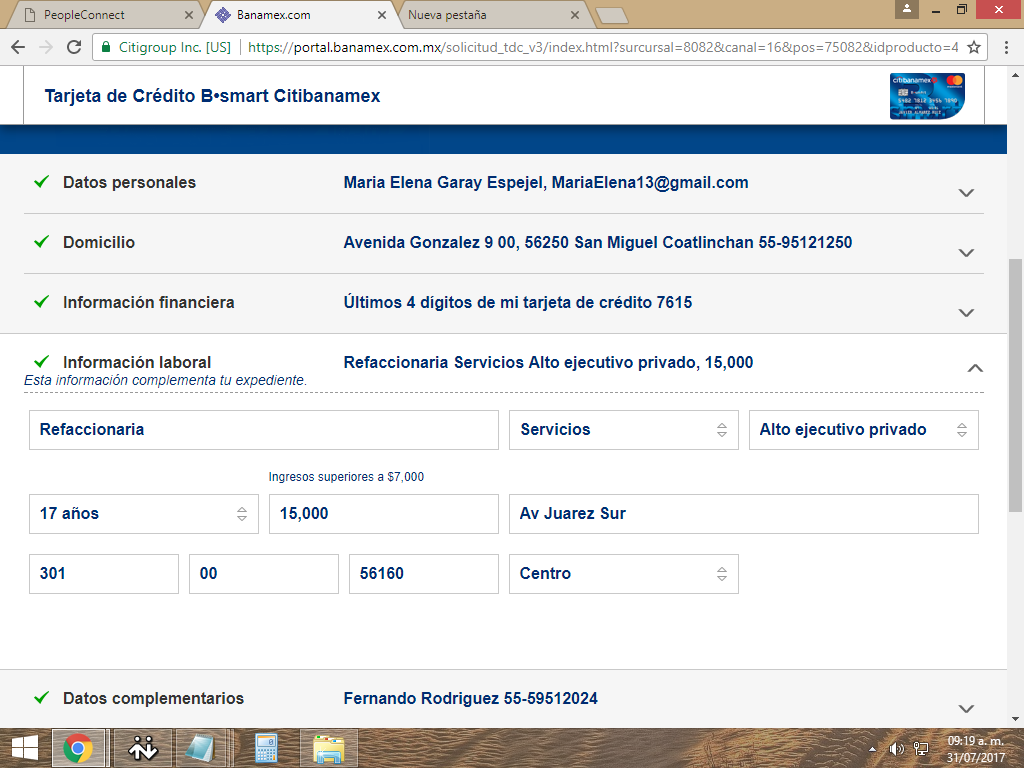 PeopleConnect
Banamex.com
Nueva pestaña
Citigroup Inc. [US]
https://portal.banamex.com.mx/solicitud_tdc_v3/index.html?sursursal=8082&canal=16&pos=75082&idproducto=4
Tarjeta de Crédito B•smart Citibanamex
citibanamex
Datos personales
Maria Elena Garay Espejel, MariaElena13@gmail.com
Domicilio
Avenida Gonzalez 9 00, 56250 San Miguel Coatlinchan 55-95121250
Información financiera
Últimos 4 dígitos de mi tarjeta de crédito 7615
Información laboral
Refaccionaria Servicios Alto ejecutivo privado, 15,000
Esta información complementa tu expediente.
Refaccionaria
Servicios
Alto ejecutivo privado
Ingresos superiores a $7,000
17 años
15,000
Av Juarez Sur
301
00
56160
Centro
Datos complementarios
Fernando Rodriguez 55-59512024
09:19 a. m.
31/07/2017